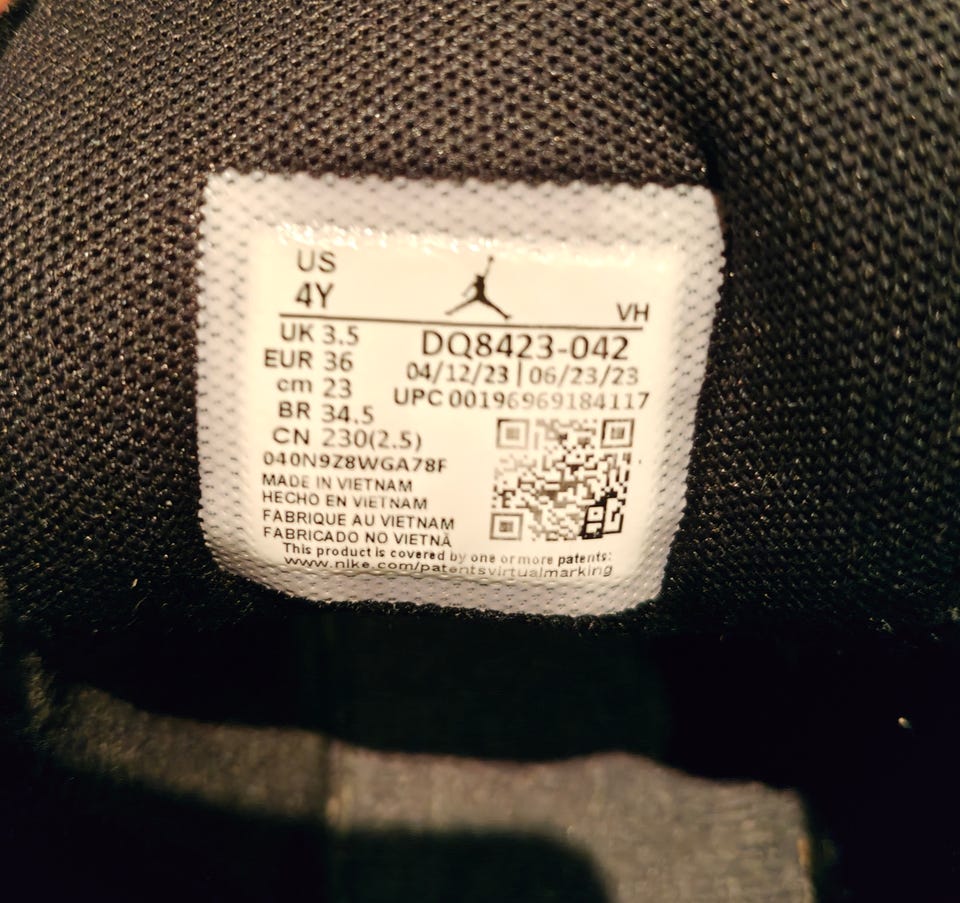 US
4Y
VH
UK 3.5
EUR 36
cm 23
BR 34.5
CN 230(2.5)
DQ8423-042
04/12/23 | 06/23/23
UPC 00196969184117
040N9Z8WGA78F
MADE IN VIETNAM
HECHO EN VIETNAM
FABRIQUE AU VIETNAM
FABRICADO NO VIETNÃ
This product is covered by one or more patents:
www.nike.com/patentsvirtualmarking